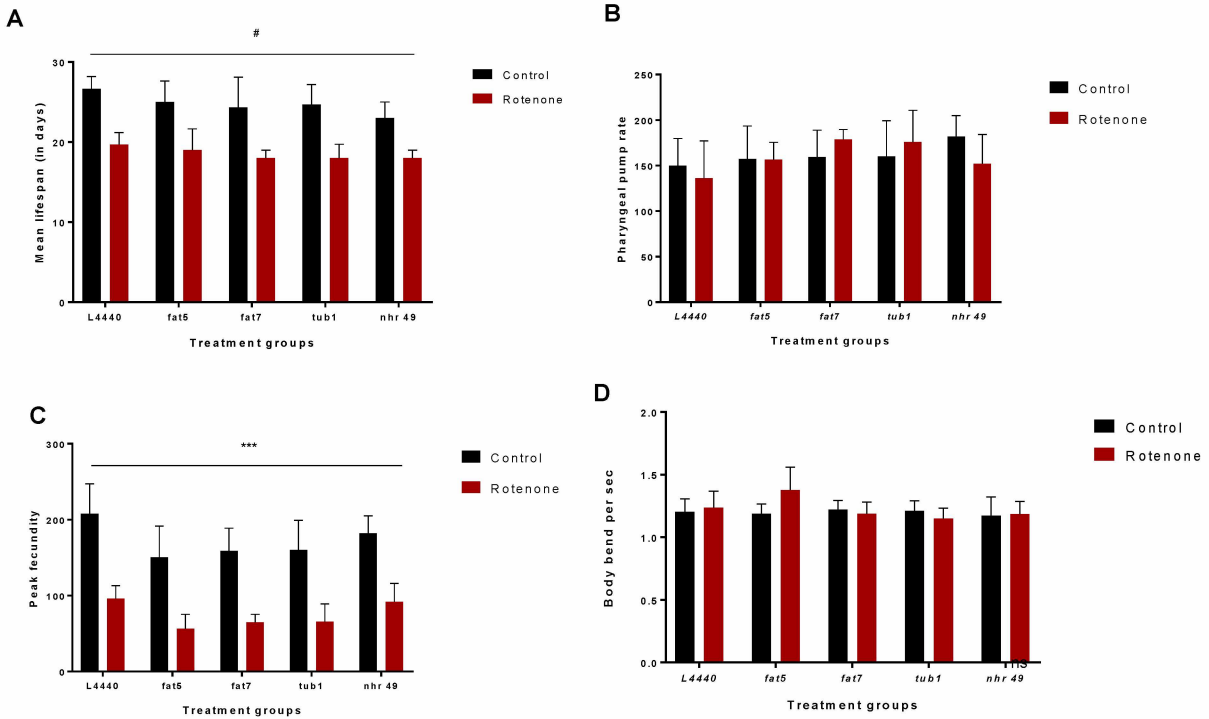 A
#
30
20
10
0
Mean lifespan (in days)
L4440 fat5 fat7 tub1 nhr 49
Treatment groups
Control
Rotenone
B
250
200
150
100
50
0
Pharyngeal pump rate
L4440 fat5 fat7 tub1 nhr 49
Treatment groups
Control
Rotenone
C
***
300
200
100
0
Peak fecundity
L4440 fat5 fat7 tub1 nhr 49
Treatment groups
Control
Rotenone
D
2.0
1.5
1.0
0.5
0.0
Body bend per sec
ns
L4440 fat5 fat7 tub1 nhr 49
Treatment groups
Control
Rotenone